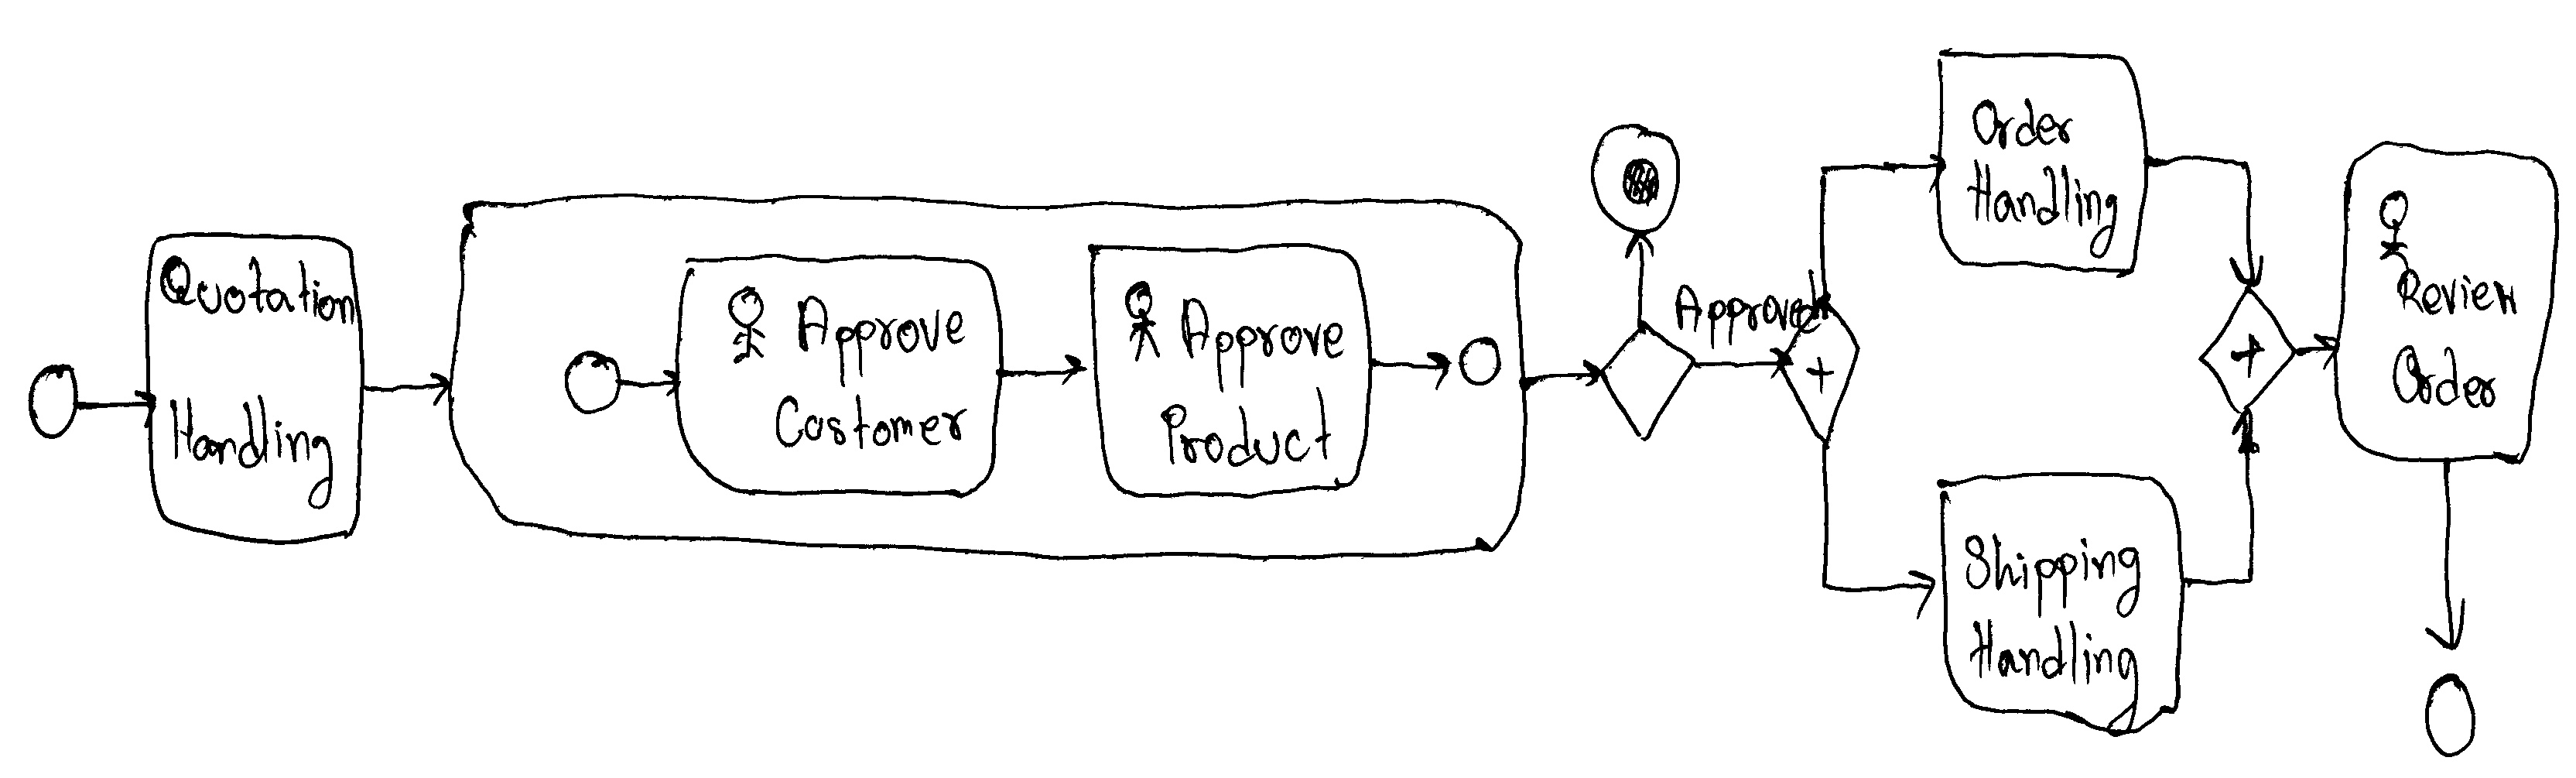 Quotation
Handling
Approve
Customer
Approve
Product
Approved
+
Order
Handling
Shipping
Handling
+
Review
Order